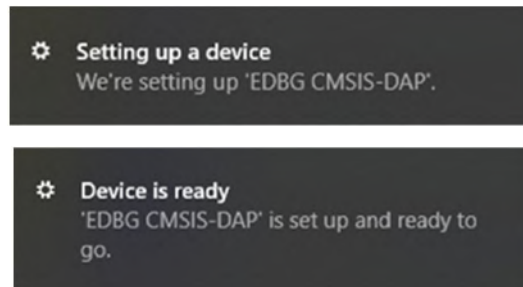 Setting up a device
We're setting up 'EDBG CMSIS-DAP'.
Device is ready
'EDBG CMSIS-DAP' is set up and ready to
go.